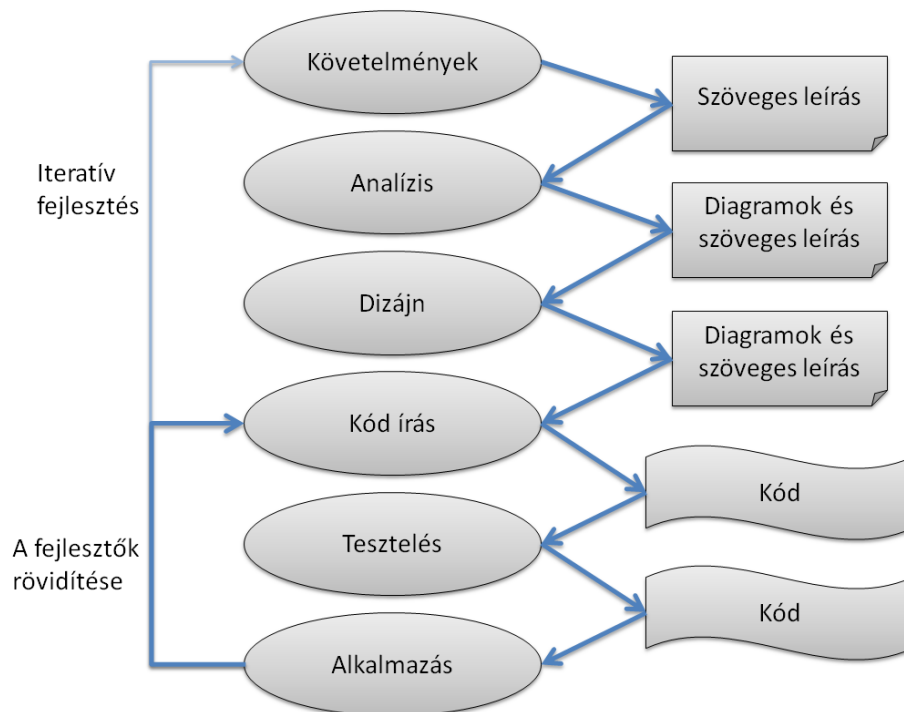 Követelmények
Szöveges leírás
Iteratív
fejlesztés
Analízis
Diagramok és
szöveges leírás
Dizájn
Diagramok és
szöveges leírás
Kód írás
Kód
A fejlesztők
rövidítése
Tesztelés
Kód
Alkalmazás